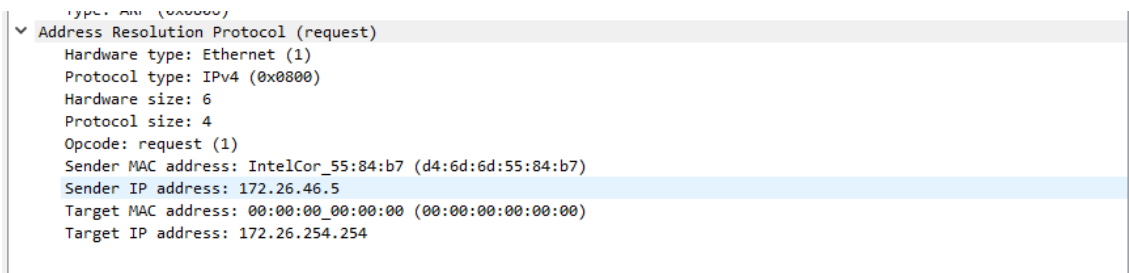 Type: ARP (0x0806)
Address Resolution Protocol (request)
Hardware type: Ethernet (1)
Protocol type: IPv4 (0x0800)
Hardware size: 6
Protocol size: 4
Opcode: request (1)
Sender MAC address: IntelCor_55:84:b7 (d4:6d:6d:55:84:b7)
Sender IP address: 172.26.46.5
Target MAC address: 00:00:00_00:00:00 (00:00:00:00:00:00)
Target IP address: 172.26.254.254